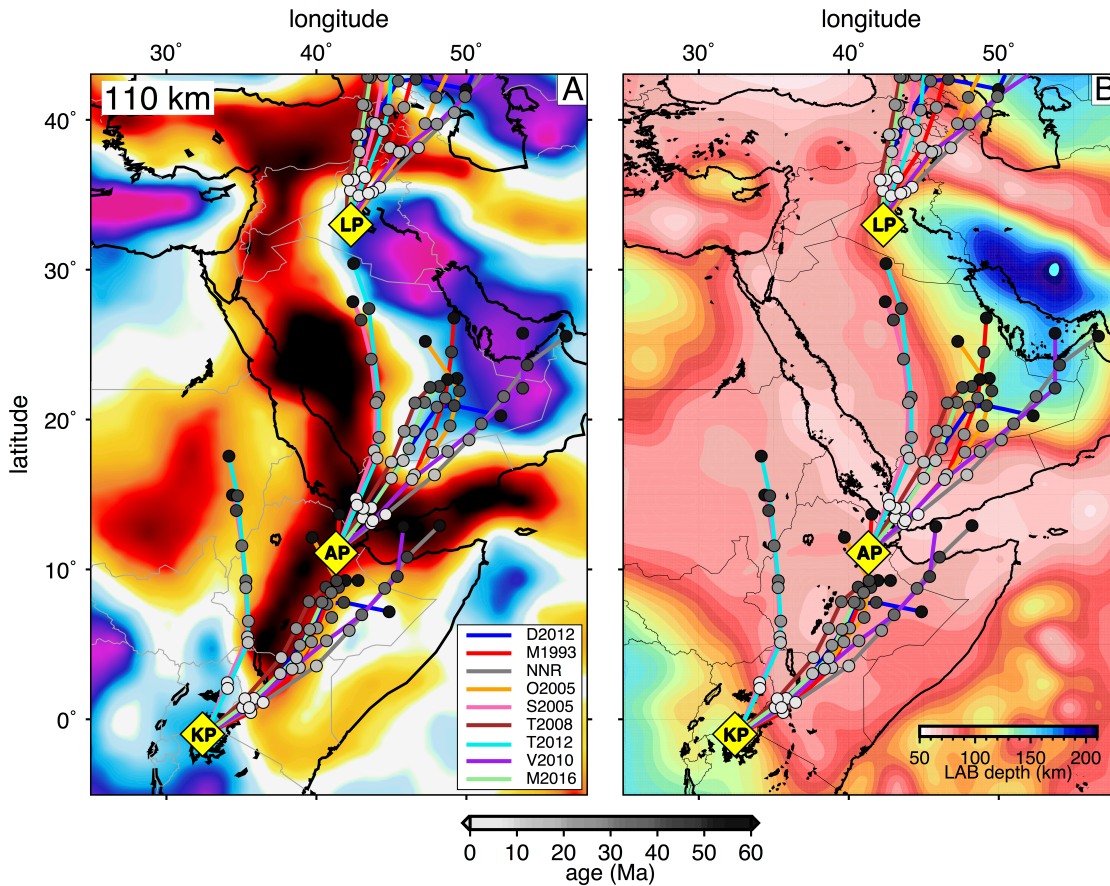 longitude
longitude
30° 40° 50°
30° 40° 50°
110 km
A
B
40°
30°
20°
10°
0°
latitude
LP
AP
KP
LP
AP
KP
D2012
M1993
NNR
O2005
S2005
T2008
T2012
V2010
M2016
50 100 150 200
LAB depth (km)
0 10 20 30 40 50 60
age (Ma)